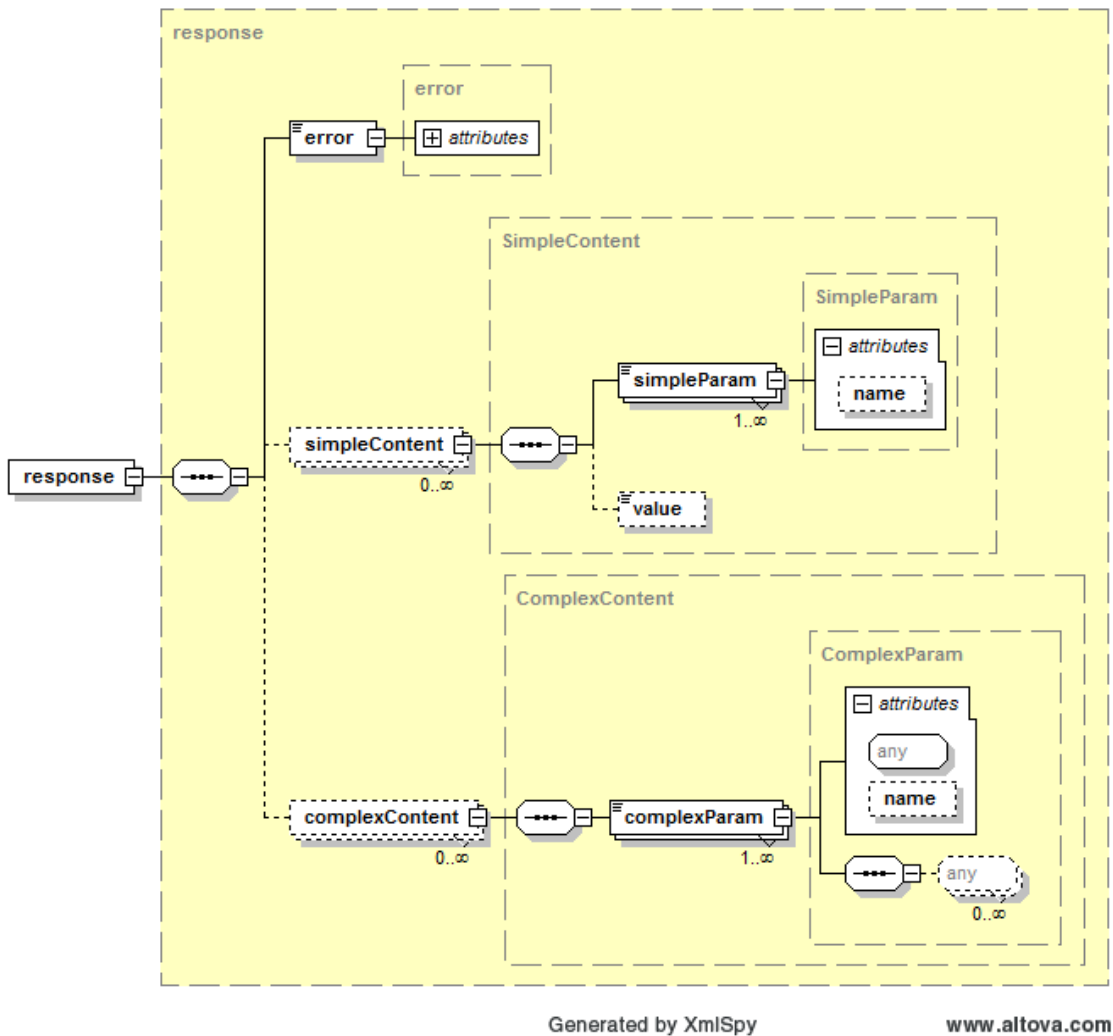 response
error
error
attributes
SimpleContent
SimpleParam
attributes
simpleParam
name
1..∞
simpleContent
0..∞
response
value
ComplexContent
ComplexParam
attributes
any
name
complexContent
complexParam
0..∞
1..∞
any
0..∞
Generated by XmlSpy www.altova.com